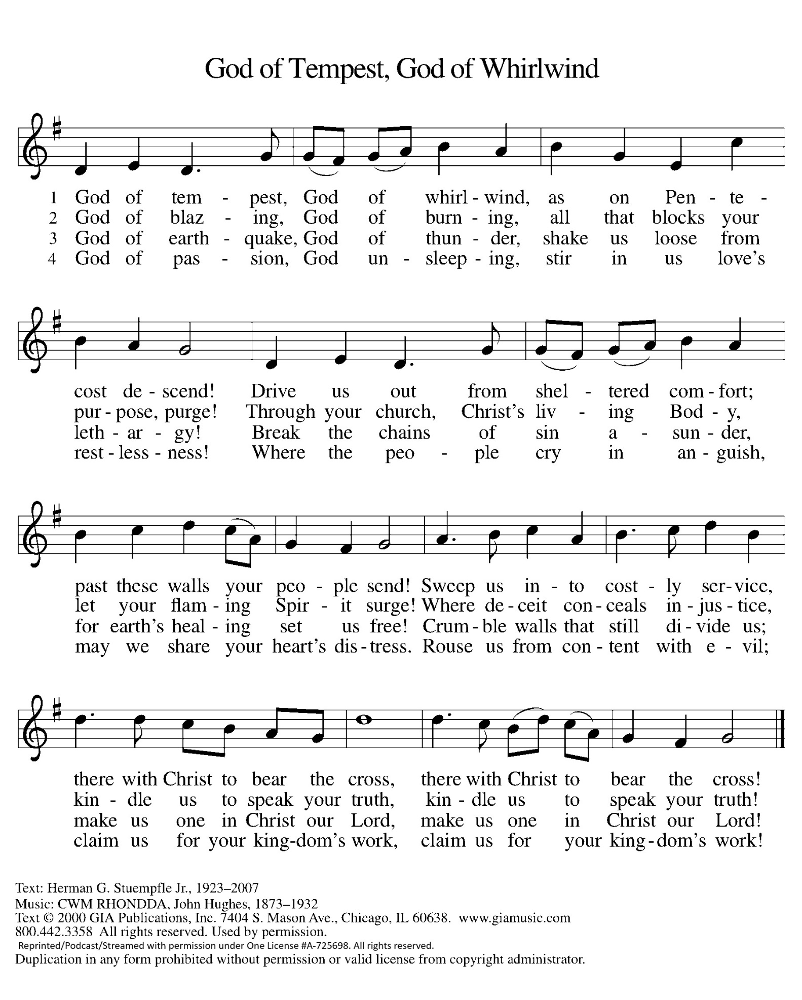 God of Tempest, God of Whirlwind
1 God of tem - pest, God of whirl - wind, as on Pen - te -
2 God of blaz - ing, God of burn - ing, all that blocks your
3 God of earth - quake, God of thun - der, shake us loose from
4 God of pas - sion, God un - sleep - ing, stir in us love's
cost de - scend! Drive us out from shel - tered com - fort;
pur - pose, purge! Through your church, Christ's liv - ing Bod - y,
leth - ar - gy! Break the chains of sin a - sun - der,
rest - less - ness! Where the peo - ple cry in an - guish,
past these walls your peo - ple send! Sweep us in - to cost - ly ser - vice,
let your flam - ing Spir - it surge! Where de - ceit con - ceals in - jus - tice,
for earth's heal - ing set us free! Crum - ble walls that still di - vide us;
may we share your heart's dis - tress. Rouse us from con - tent with e - vil;
there with Christ to bear the cross, there with Christ to bear the cross!
kin - dle us to speak your truth, kin - dle us to speak your truth!
make us one in Christ our Lord, make us one in Christ our Lord!
claim us for your king - dom's work, claim us for your king - dom's work!
Text: Herman G. Stuempfle Jr., 1923–2007
Music: CWM RHONDDA, John Hughes, 1873–1932
Text © 2000 GIA Publications, Inc. 7404 S. Mason Ave., Chicago, IL 60638. www.giamusic.com
800.442.3358 All rights reserved. Used by permission.
Reprinted/Podcast/Streamed with permission under One License #A-725698. All rights reserved.
Duplication in any form prohibited without permission or valid license from copyright administrator.